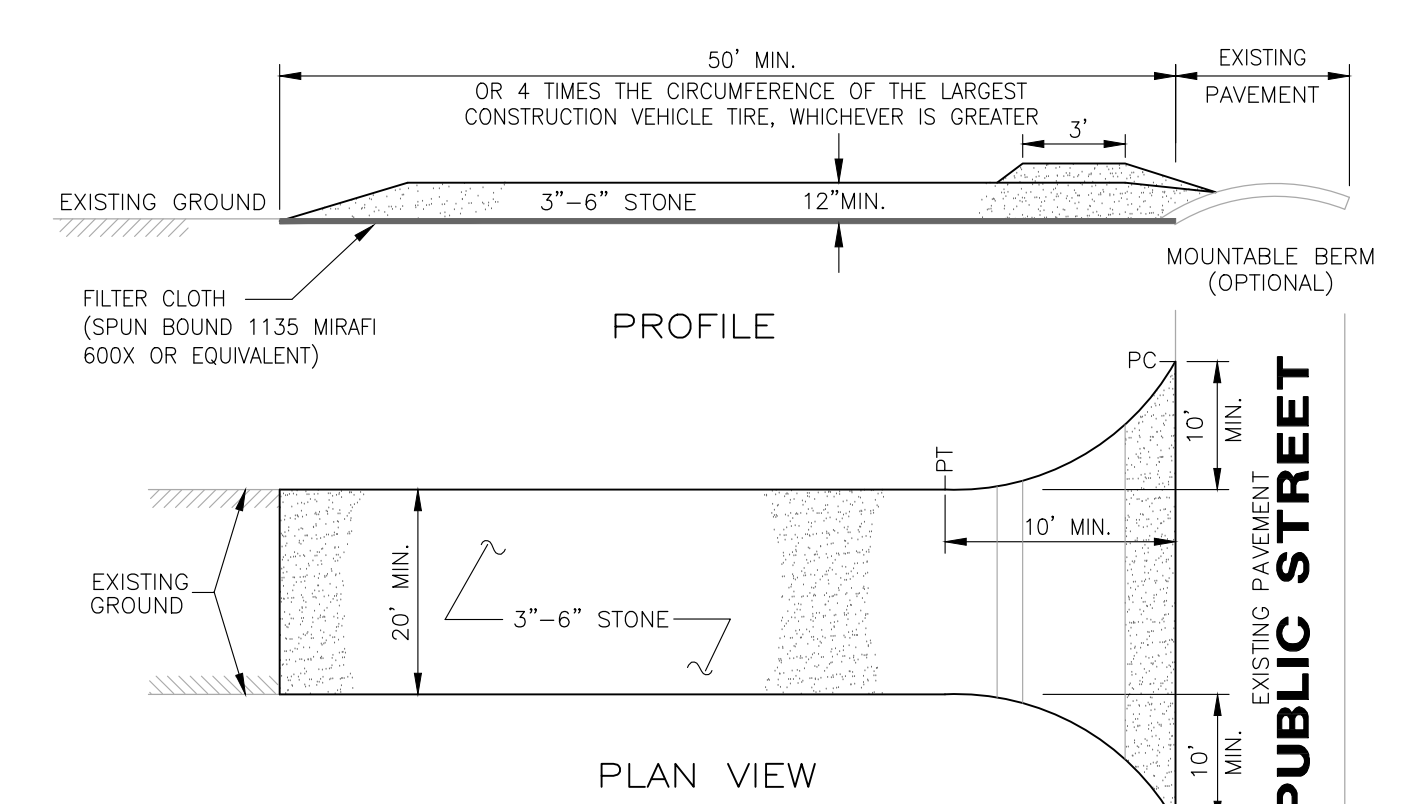 50' MIN.
OR 4 TIMES THE CIRCUMFERENCE OF THE LARGEST
CONSTRUCTION VEHICLE TIRE, WHICHEVER IS GREATER
EXISTING
PAVEMENT
3'
EXISTING GROUND
3"-6" STONE
12"MIN.
MOUNTABLE BERM
(OPTIONAL)
FILTER CLOTH
(SPUN BOUND 1135 MIRAFI
600X OR EQUIVALENT)
PROFILE
PC
10'
MIN.
PT
10' MIN.
EXISTING
GROUND
20' MIN.
3"-6" STONE
EXISTING PAVEMENT
PUBLIC STREET
10'
MIN.
PLAN VIEW